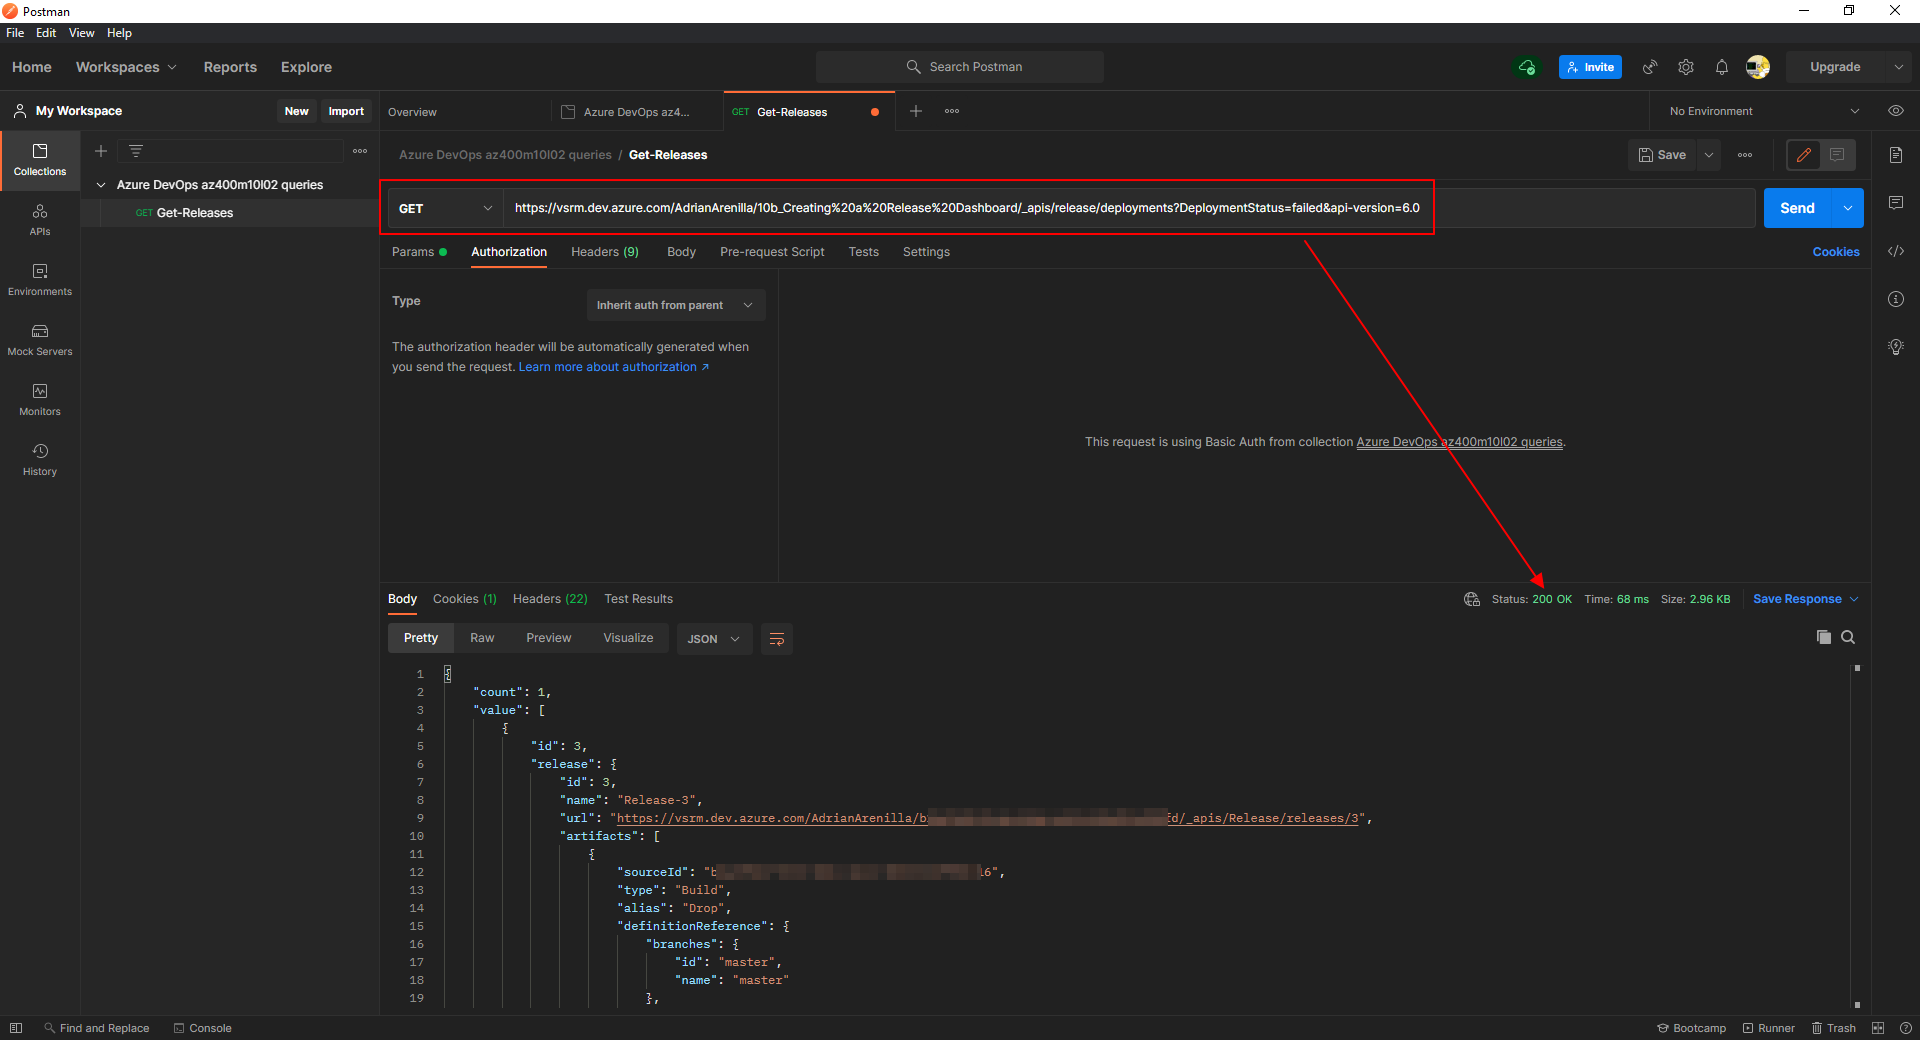 Postman
File Edit View Help
Home Workspaces Reports Explore Search Postman Invite Upgrade
My Workspace New Import Overview Azure DevOps az4... GET Get-Releases No Environment
Azure DevOps az400m10l02 queries / Get-Releases Save
Collections
Azure DevOps az400m10l02 queries
GET Get-Releases
GET https://vsrm.dev.azure.com/AdrianArenilla/10b_Creating%20a%20Release%20Dashboard/_apis/release/deployments?DeploymentStatus=failed&api-version=6.0 Send
APIs
Environments
Mock Servers
Monitors
History
Params Authorization Headers (9) Body Pre-request Script Tests Settings Cookies
Type Inherit auth from parent
The authorization header will be automatically generated when
you send the request. Learn more about authorization ↗
This request is using Basic Auth from collection Azure DevOps az400m10l02 queries.
Body Cookies (1) Headers (22) Test Results Status: 200 OK Time: 68 ms Size: 2.96 KB Save Response
Pretty Raw Preview Visualize JSON
1 {
2 "count": 1,
3 "value": [
4 {
5 "id": 3,
6 "release": {
7 "id": 3,
8 "name": "Release-3",
9 "url": "https://vsrm.dev.azure.com/AdrianArenilla/b fd/_apis/Release/releases/3",
10 "artifacts": [
11 {
12 "sourceId": "b 16",
13 "type": "Build",
14 "alias": "Drop",
15 "definitionReference": {
16 "branches": {
17 "id": "master",
18 "name": "master"
19 },
Find and Replace Console Bootcamp Runner Trash